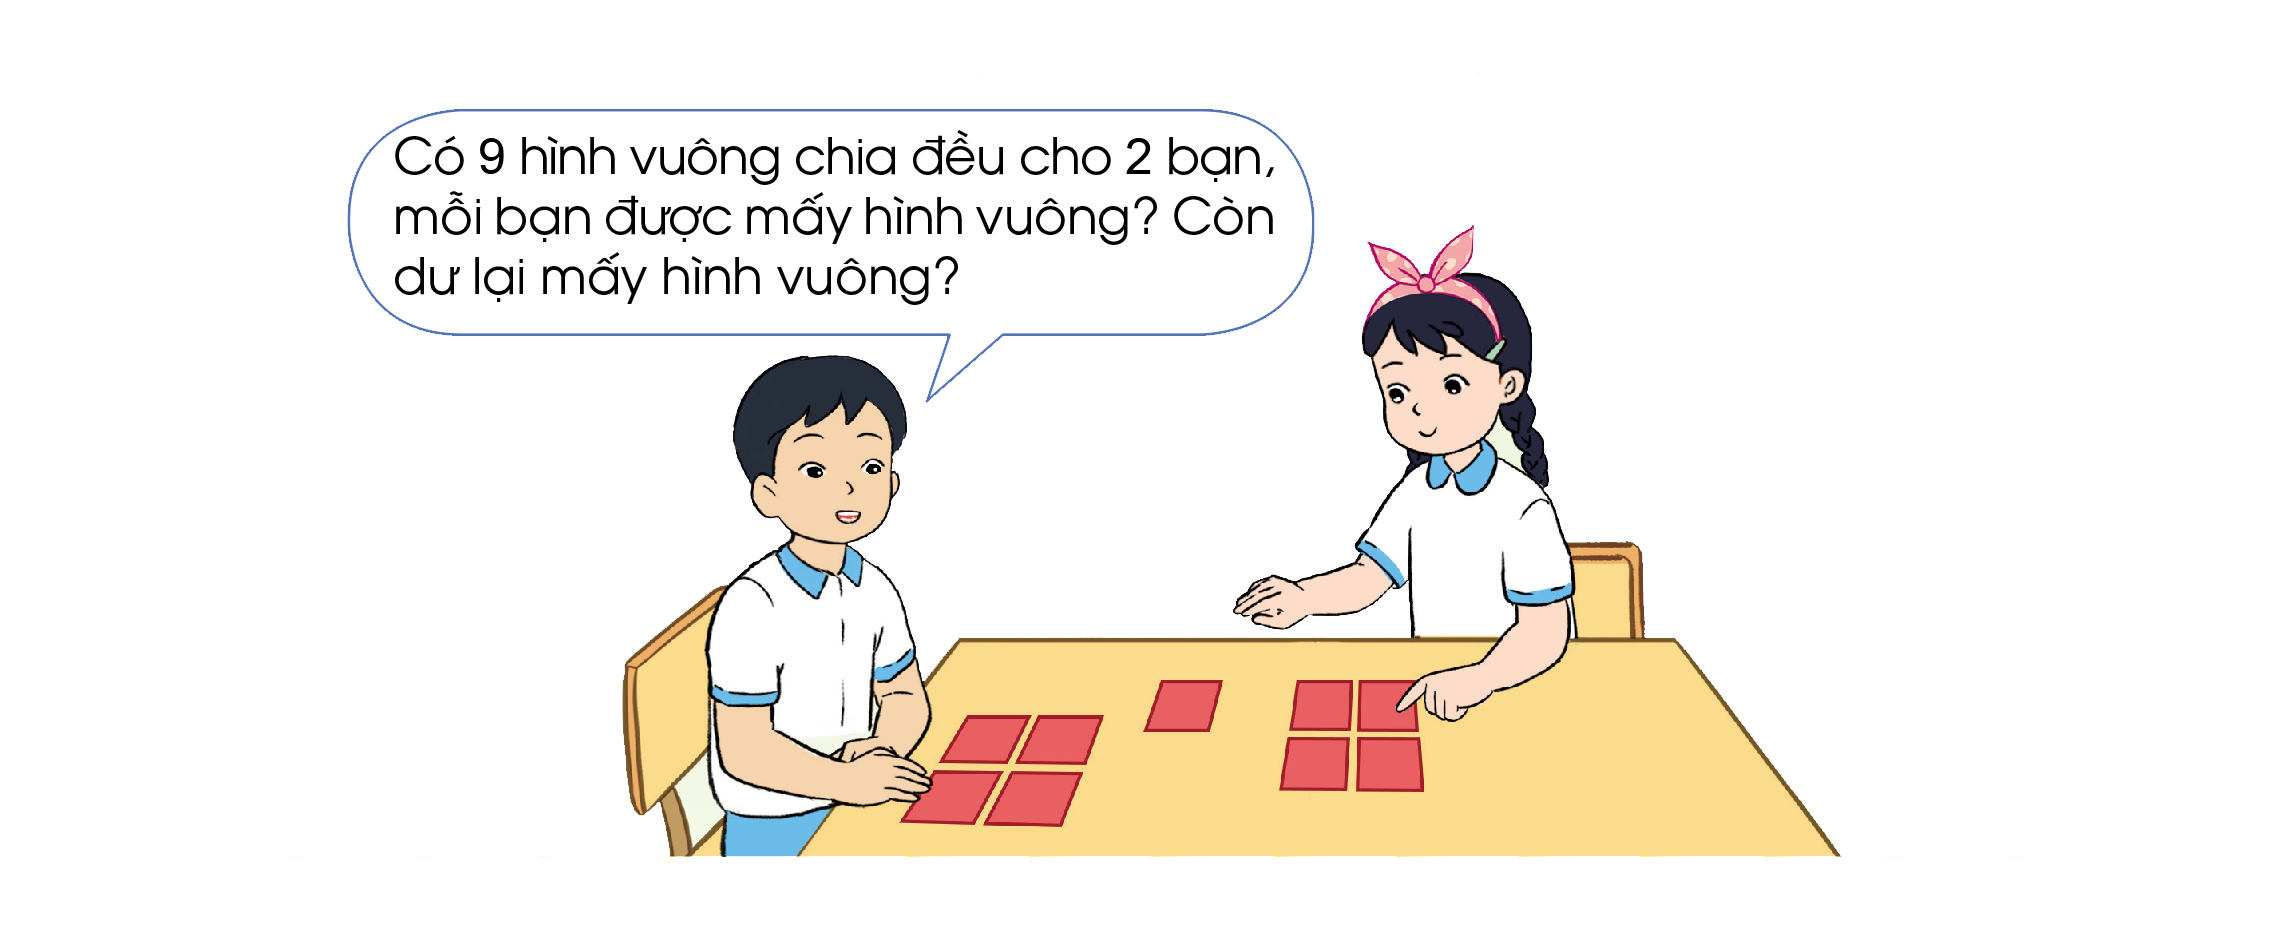 Có 9 hình vuông chia đều cho 2 bạn,
mỗi bạn được mấy hình vuông? Còn
dư lại mấy hình vuông?